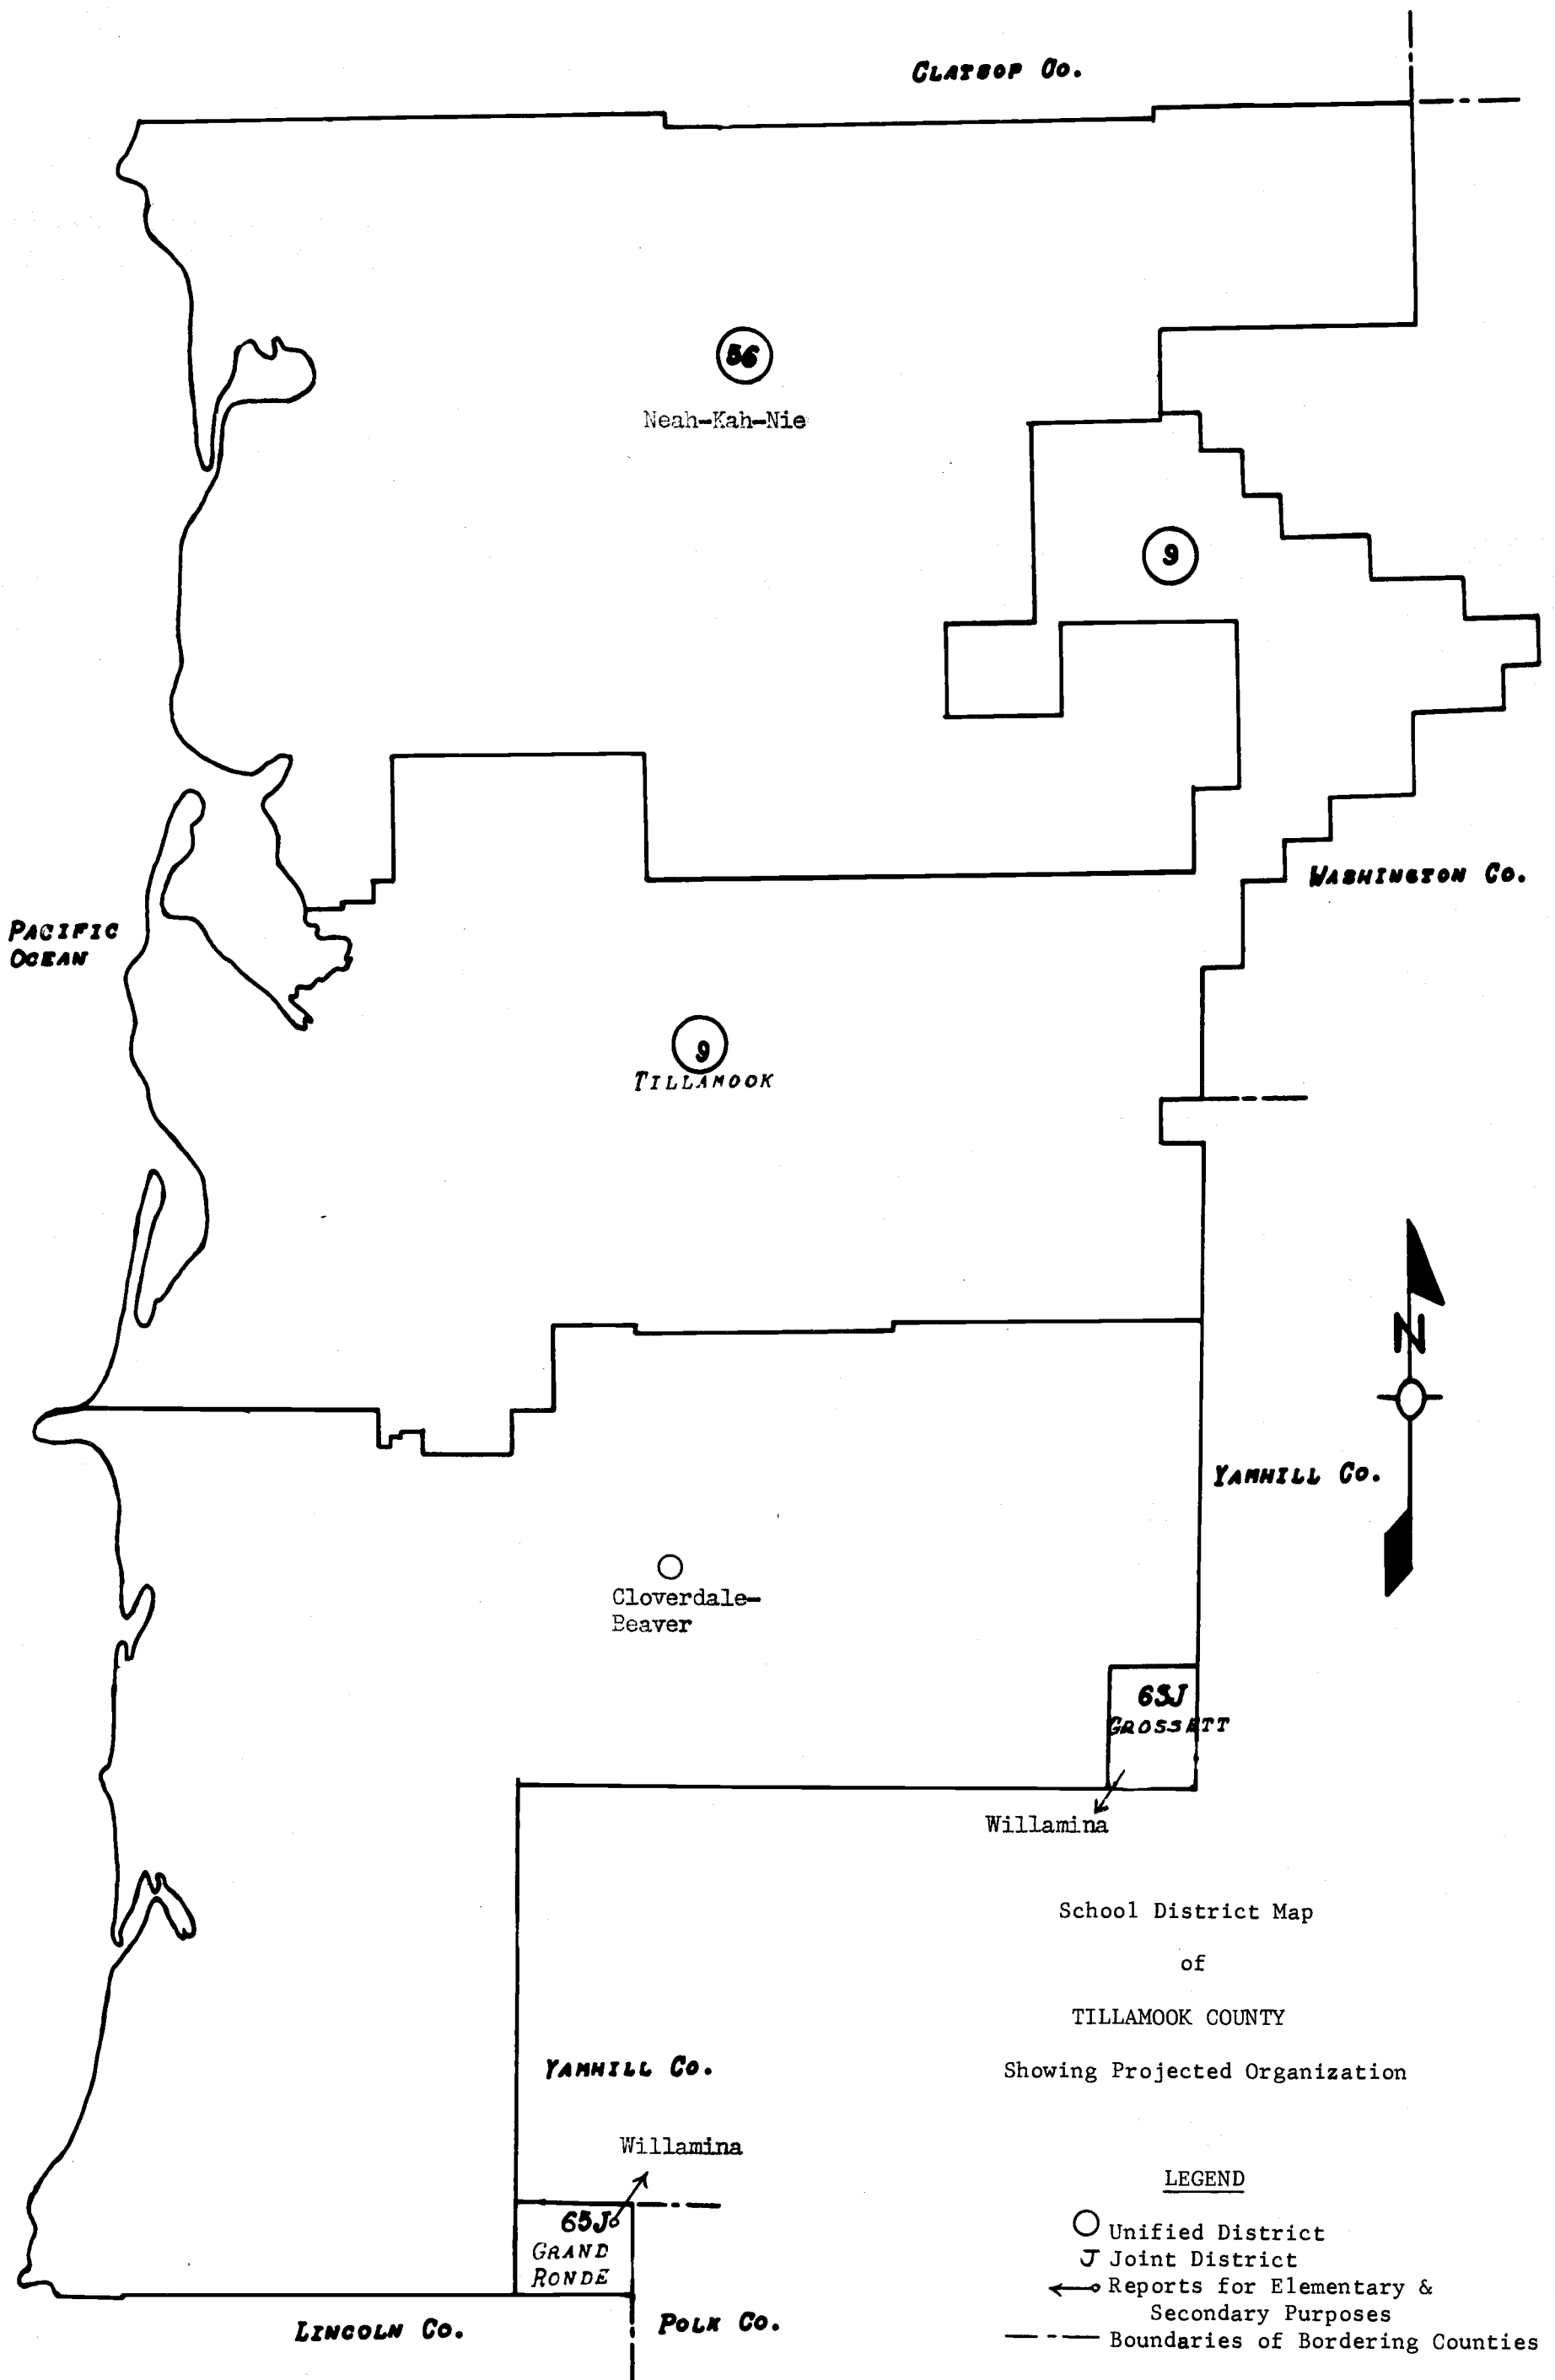 CLATSOP CO.
56
Neah-Kah-Nie
9
WASHINGTON CO.
PACIFIC
OCEAN
9
TILLAMOOK
N
YAMHILL CO.
Cloverdale-
Beaver
63J
GROSSETT
Willamina
School District Map
of
TILLAMOOK COUNTY
Showing Projected Organization
YAMHILL CO.
Willamina
65J
GRAND
RONDE
LEGEND
Unified District
J Joint District
Reports for Elementary &
Secondary Purposes
Boundaries of Bordering Counties
LINCOLN CO.
POLK CO.